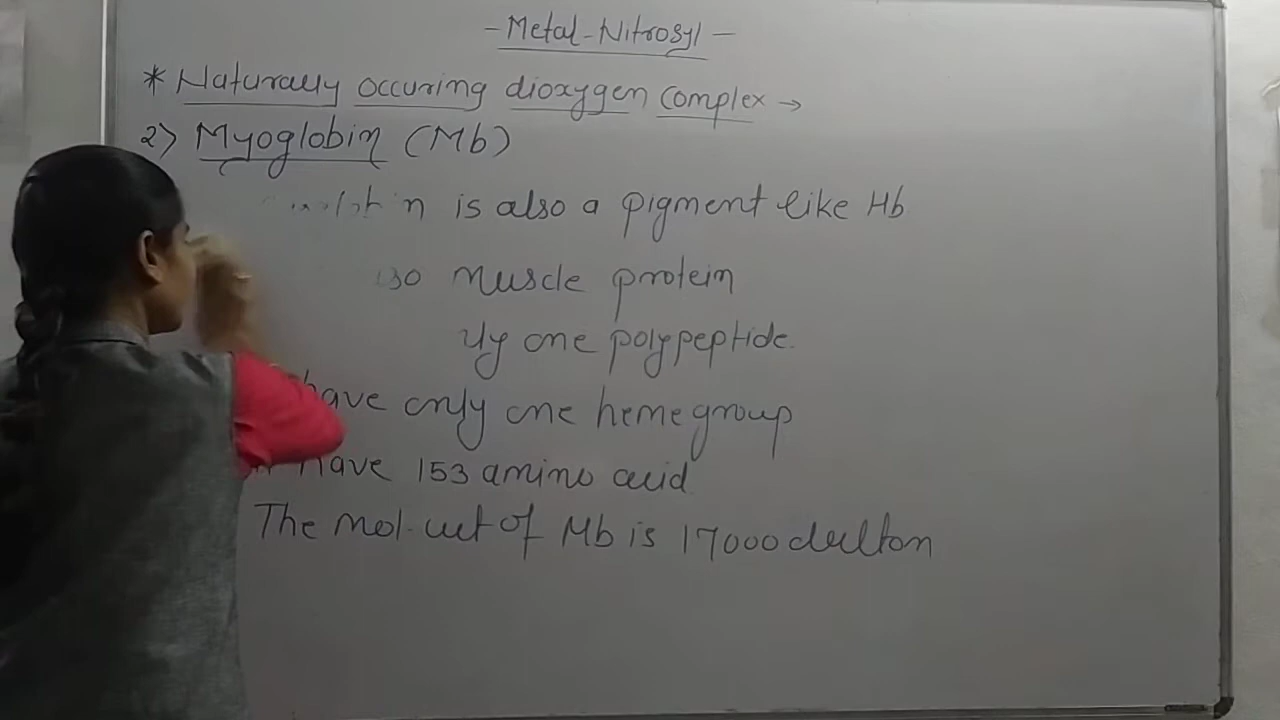 - Metal-Nitrosyl -
* Naturally occuring dioxygen complex →
2) Myoglobin (Mb)
is also a pigment like Hb
Muscle protein
one polypeptide.
have only one heme group
have 153 amino acid
The mol. wt of Mb is 17000 dalton